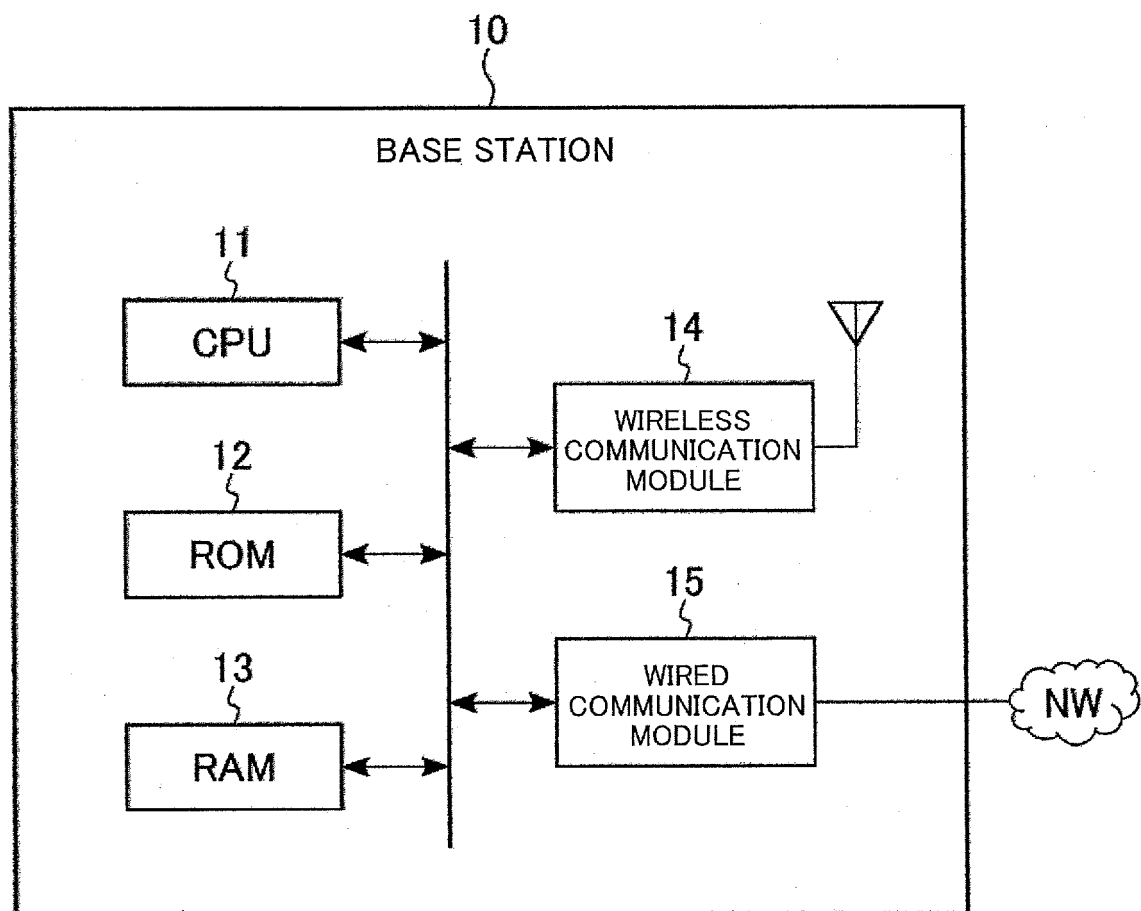 10
BASE STATION
11
CPU
12
ROM
13
RAM
14
WIRELESS
COMMUNICATION
MODULE
15
WIRED
COMMUNICATION
MODULE
NW